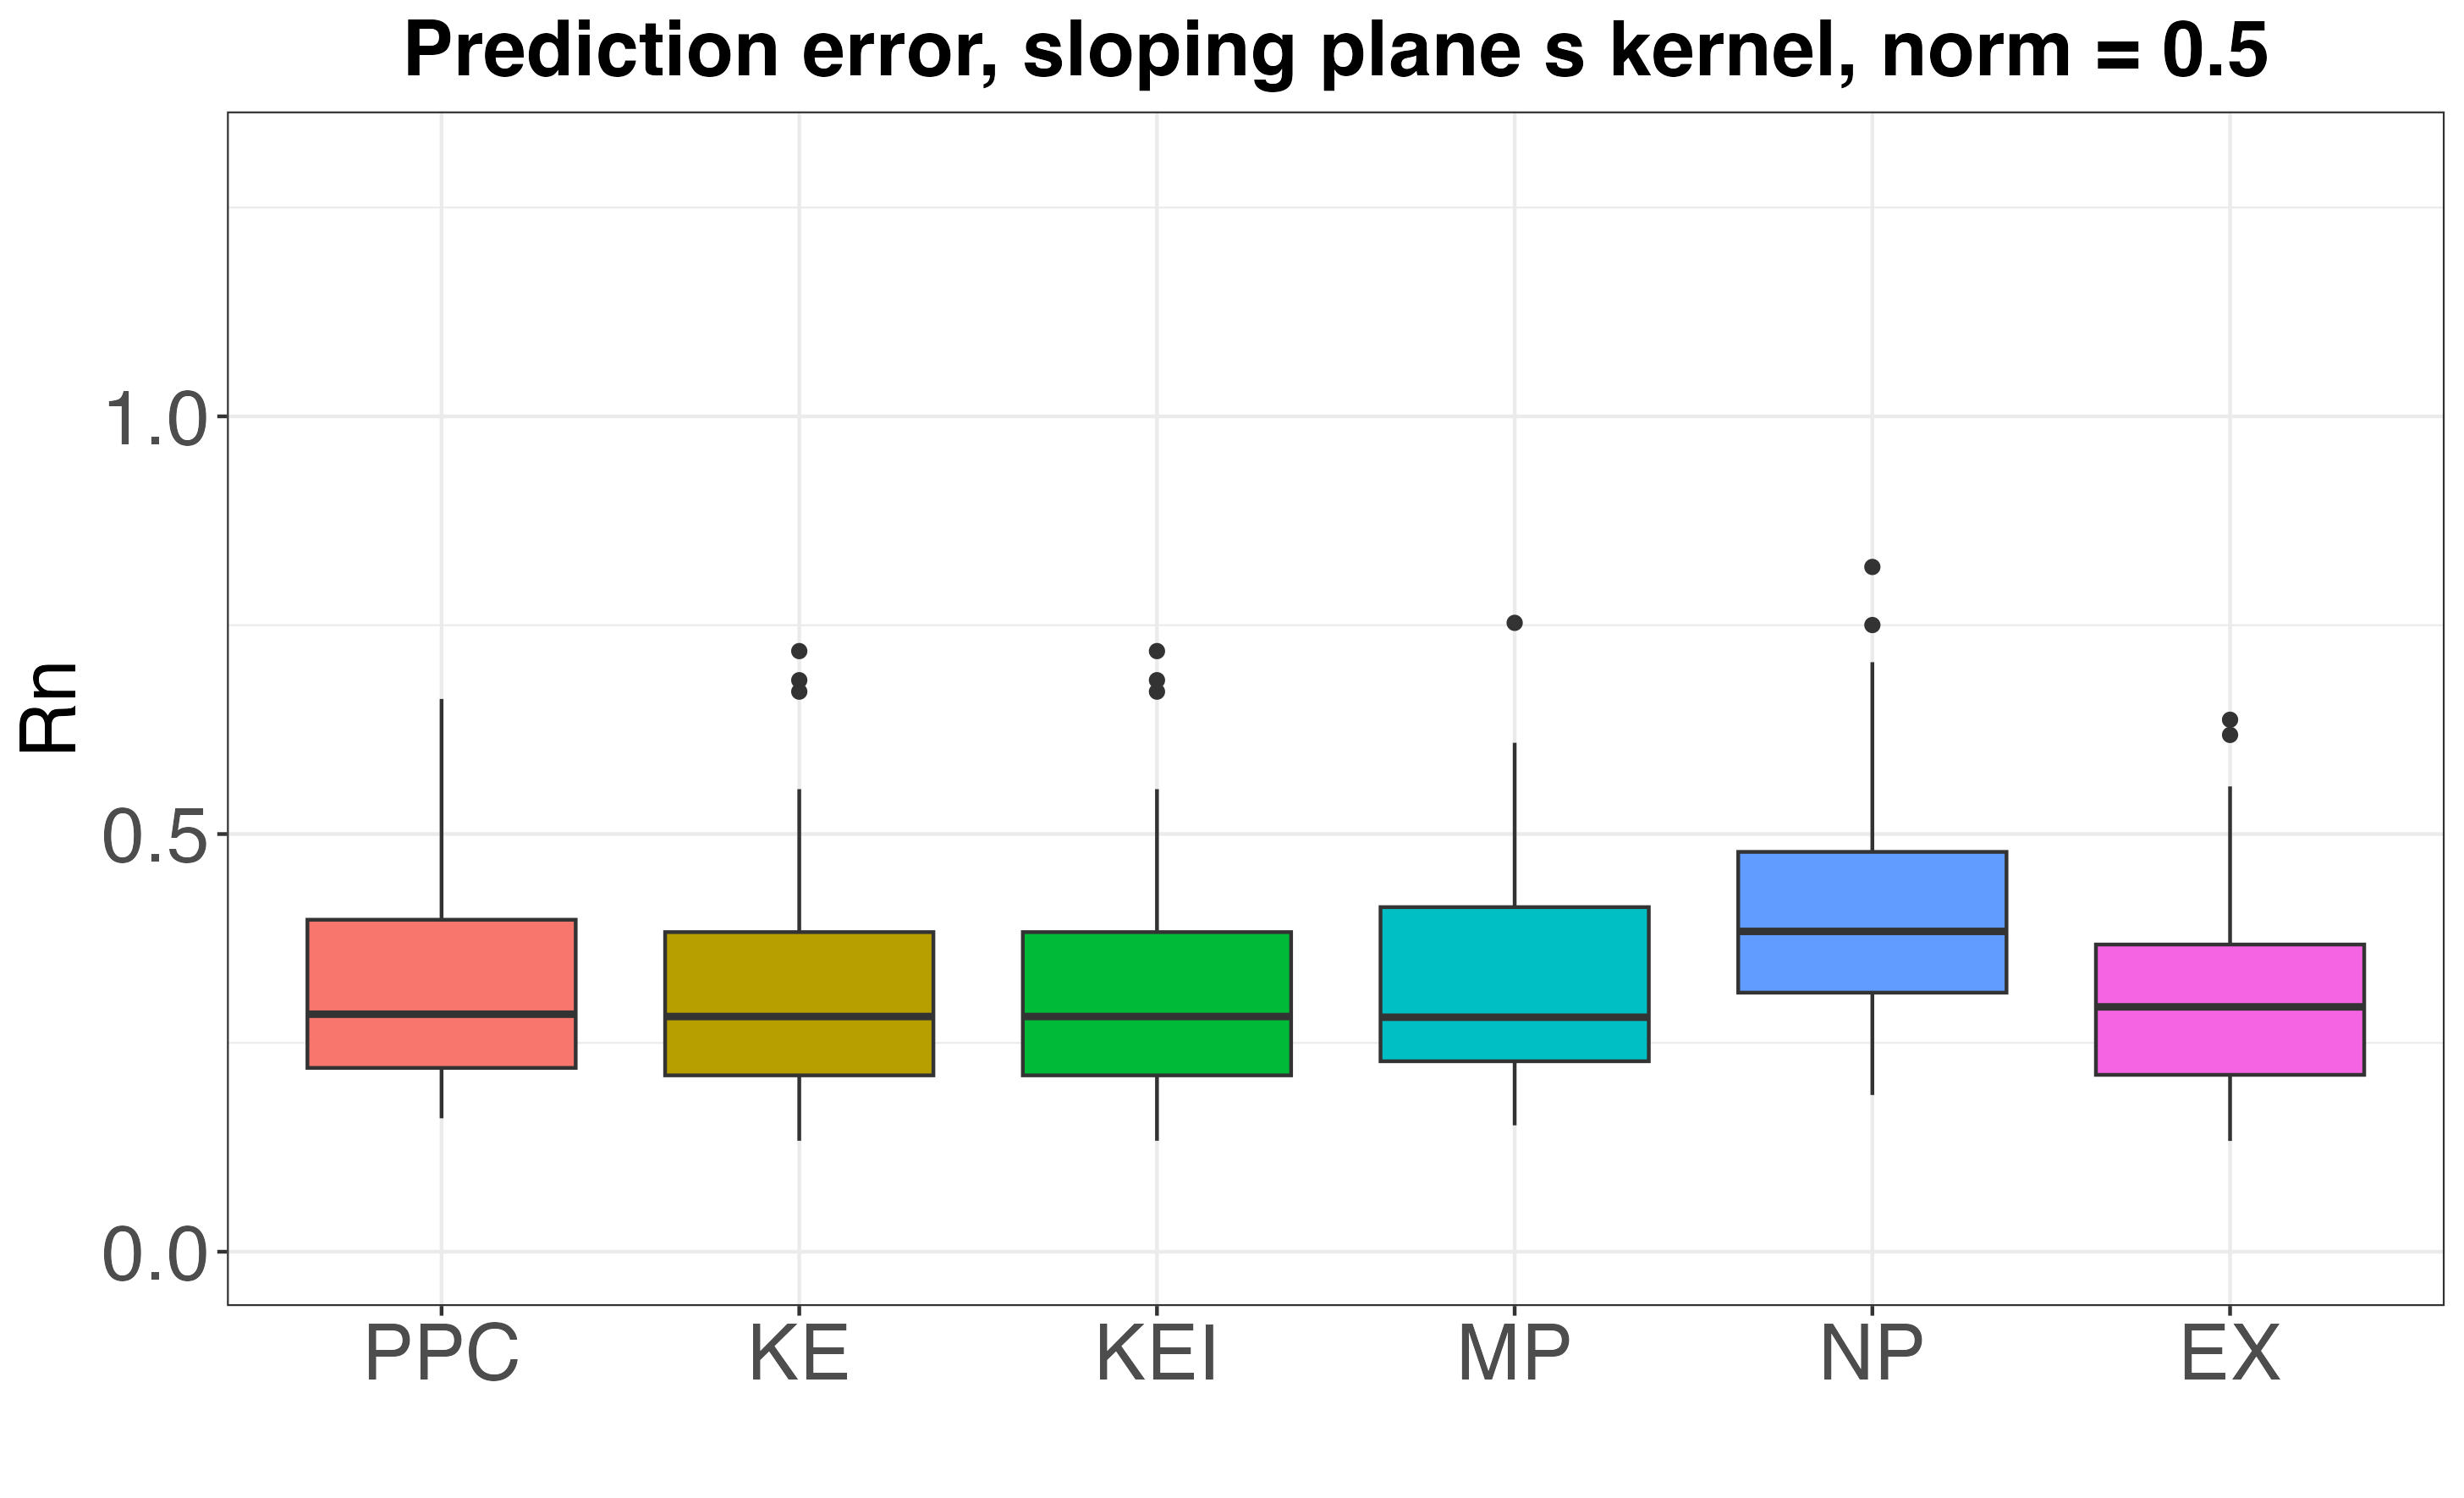 Prediction error, sloping plane s kernel, norm = 0.5
Rn
1.0
0.5
0.0
PPC KE KEI MP NP EX